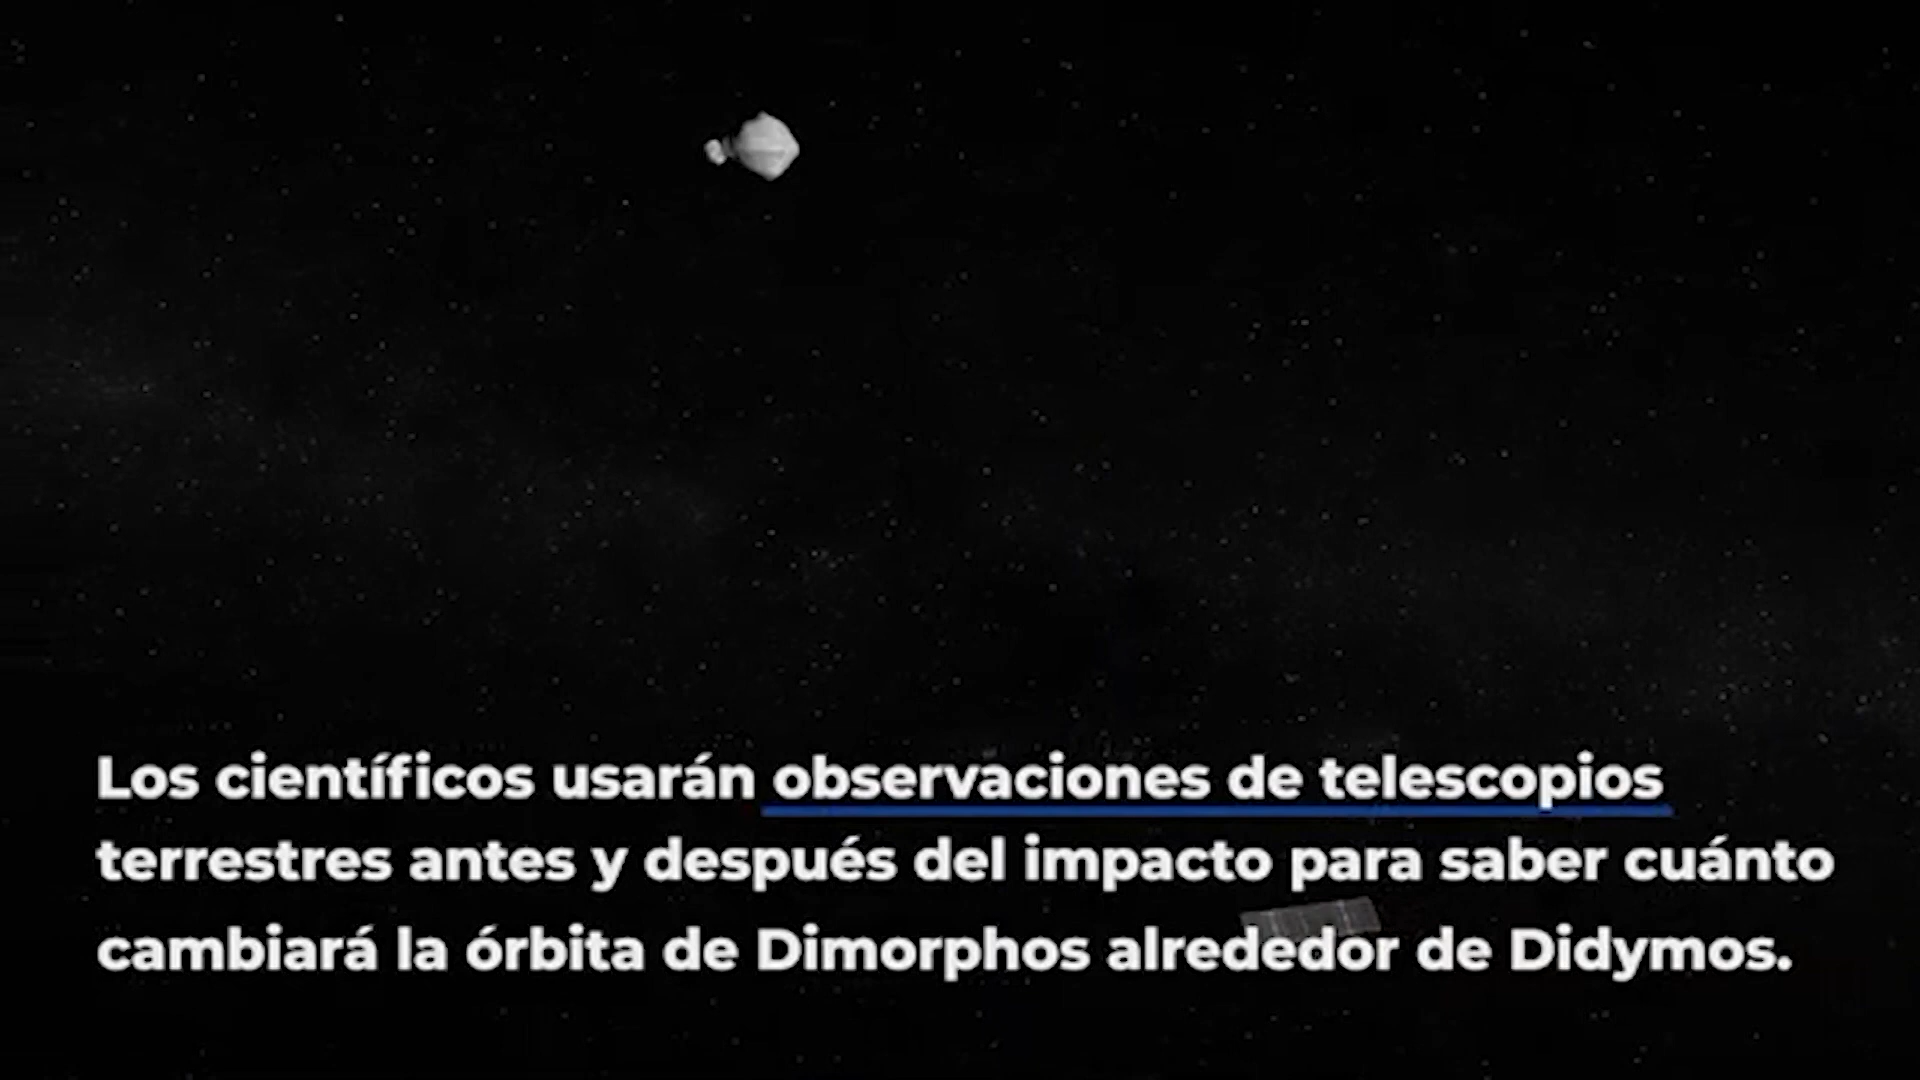 Los científicos usarán observaciones de telescopios
terrestres antes y después del impacto para saber cuánto
cambiará la órbita de Dimorphos alrededor de Didymos.